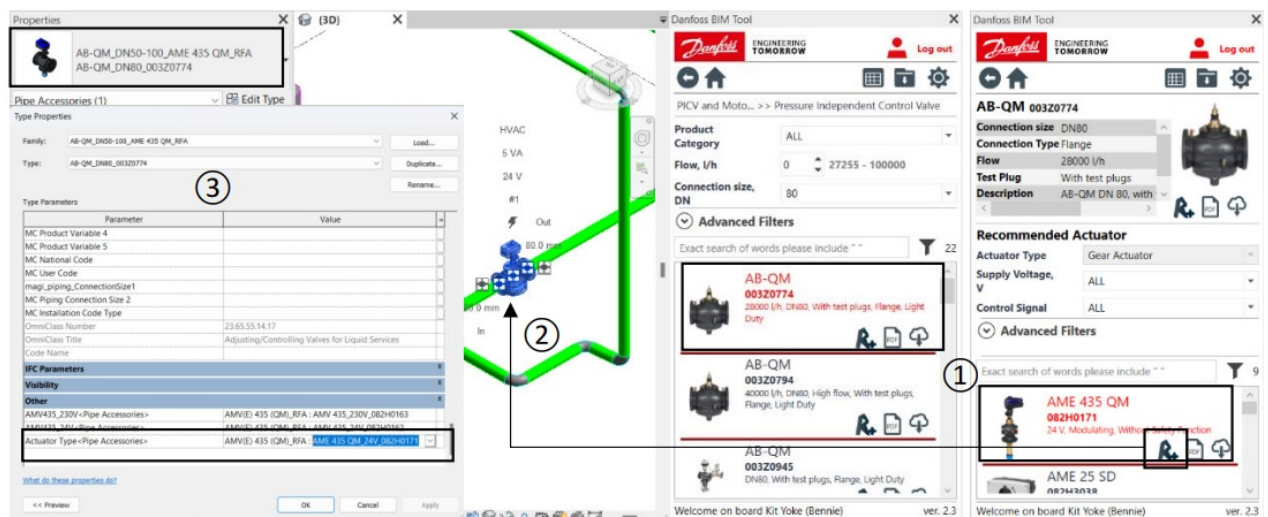 Properties
AB-QM_DN50-100_AME 435 QM_RFA
AB-QM_DN80_003Z0774
Pipe Accessories (1)
Edit Type
Type Properties
Family: AB-QM_DN50-100_AME 435 QM_RFA Load...
Type: AB-QM_DN80_003Z0774 Duplicate...
③
Rename...
Type Parameters
Parameter Value
MC Product Variable 4
MC Product Variable 5
MC National Code
MC User Code
magi_piping_ConnectionSize1
MC Piping Connection Size 2
MC Installation Code Type
OmniClass Number 23.65.55.14.17
OmniClass Title Adjusting/Controlling Valves for Liquid Services
Code Name
IFC Parameters
Visibility
Other
AMV435_230V<Pipe Accessories> AMV(E) 435 (QM)_RFA : AMV 435_230V_082H0163
Actuator Type<Pipe Accessories> AMV(E) 435 (QM)_RFA : AME 435 QM_24V_082H0171
What do these properties do?
<< Preview OK Cancel Apply
(3D)
HVAC
5 VA
24 V
#1
Out
80.0 mm
In
②
Danfoss BIM Tool
Danfoss ENGINEERING TOMORROW
Log out
PICV and Moto... >> Pressure Independent Control Valve
Product Category ALL
Flow, l/h 0 27255 - 100000
Connection size, DN 80
Advanced Filters
Exact search of words please include " " 22
AB-QM
003Z0774
28000 l/h, DN80, With test plugs, Flange, Light
Duty
R+ PDF
AB-QM
003Z0794
40000 l/h, DN80, High flow, With test plugs,
Flange, Light Duty
R+ PDF
AB-QM
003Z0945
DN80, With test plugs, Flange, Light Duty
Welcome on board Kit Yoke (Bennie) ver. 2.3
Danfoss BIM Tool
Danfoss ENGINEERING TOMORROW
Log out
AB-QM 003Z0774
Connection size DN80
Connection Type Flange
Flow 28000 l/h
Test Plug With test plugs
Description AB-QM DN 80, with
R+ PDF
Recommended Actuator
Actuator Type Gear Actuator
Supply Voltage, V ALL
Control Signal ALL
Advanced Filters
①
Exact search of words please include " " 9
AME 435 QM
082H0171
24 V, Modulating, Without Safety Function
R+ PDF
AME 25 SD
082H3038
Welcome on board Kit Yoke (Bennie) ver. 2.3